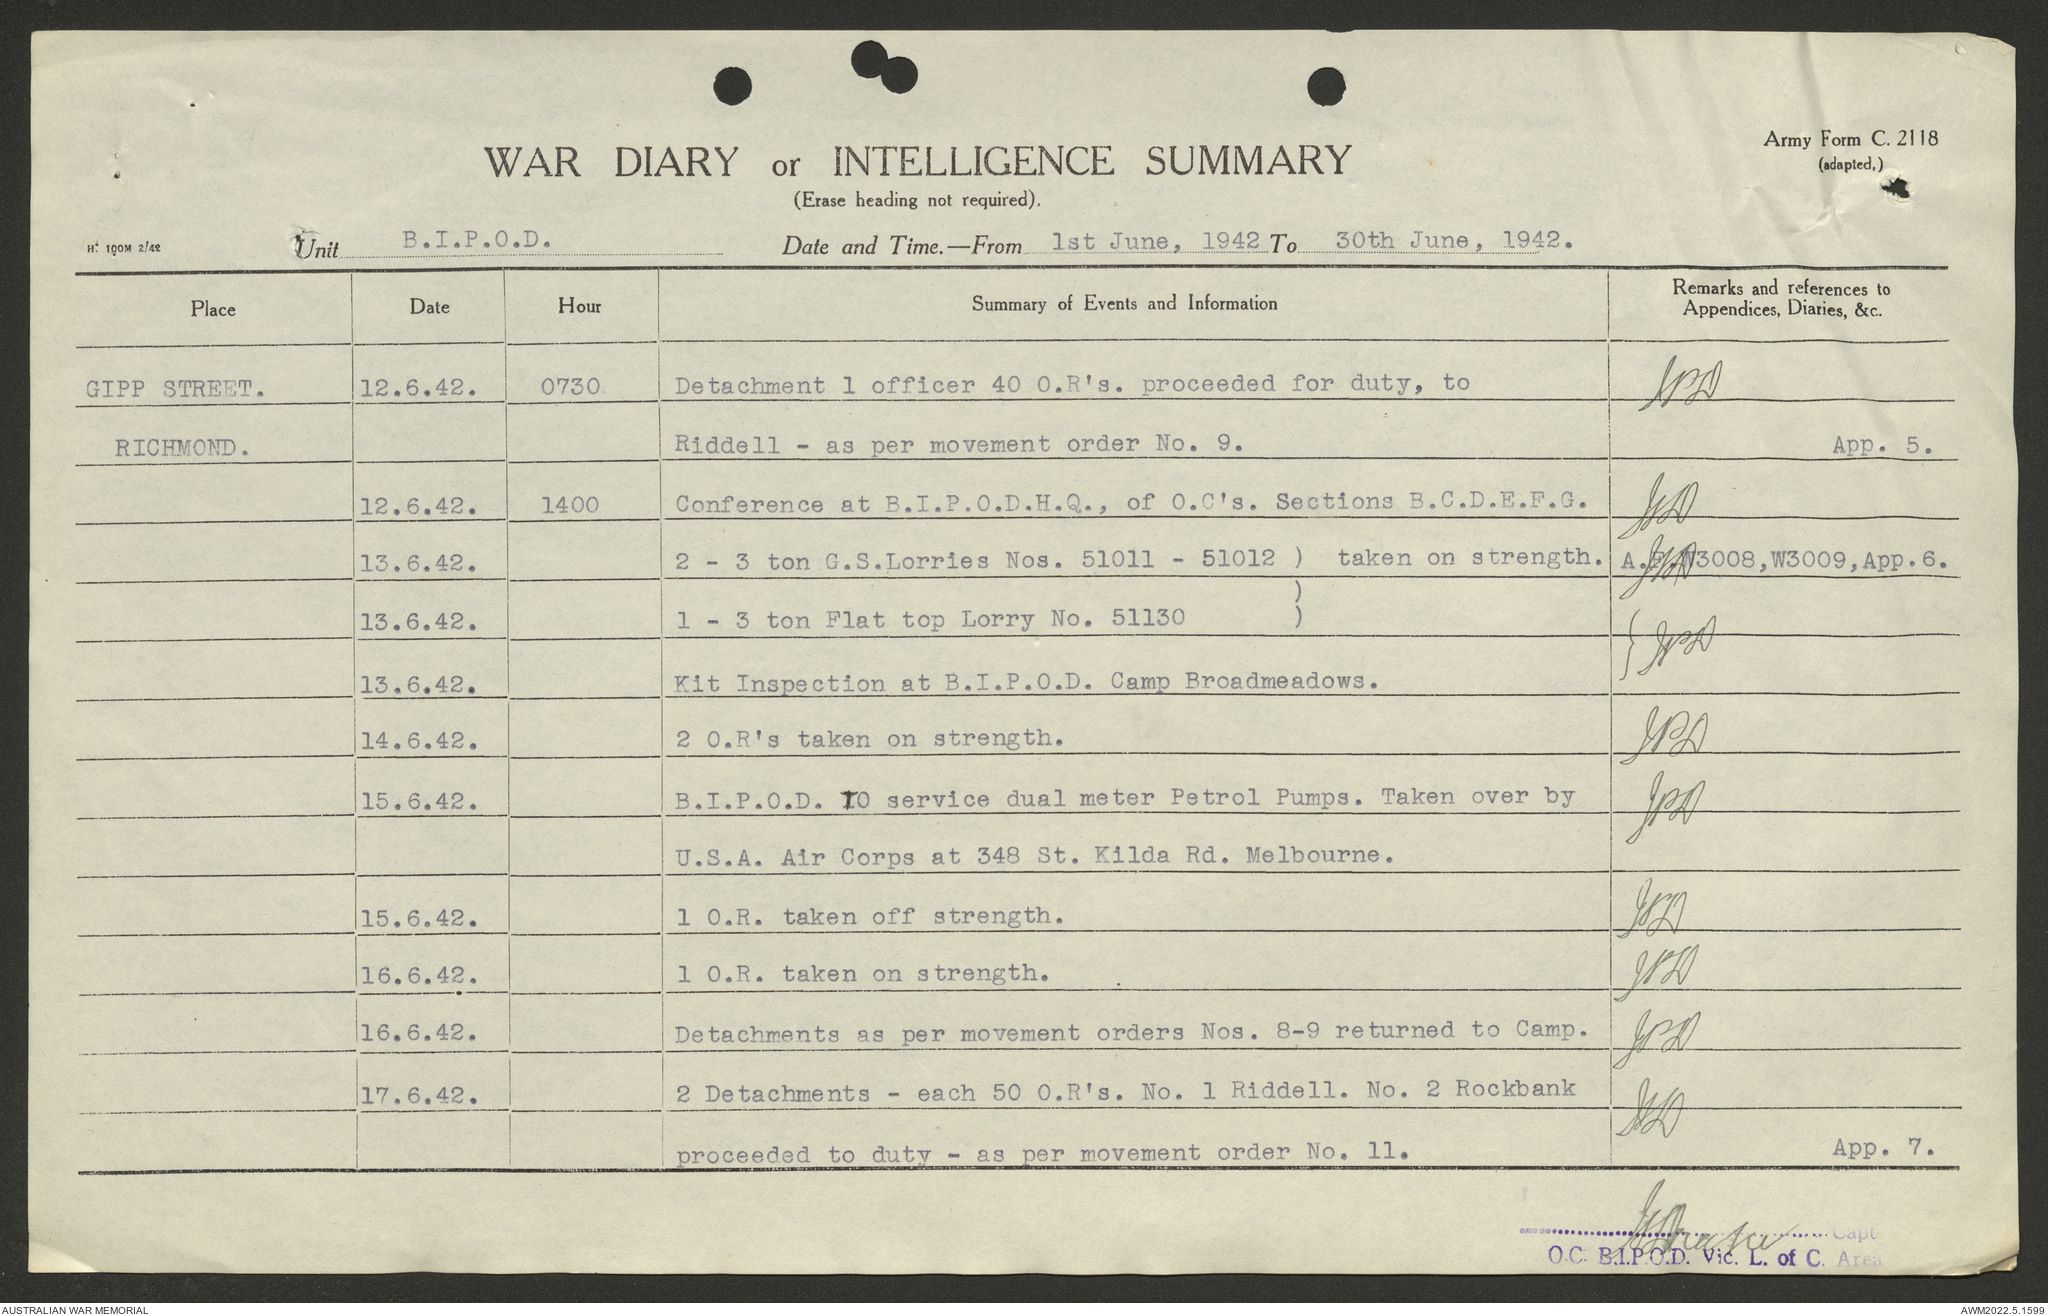 Army Form C. 2118
(adapted.)
WAR DIARY or INTELLIGENCE SUMMARY
(Erase heading not required).
H. 100M 2/42
Unit B.I.P.O.D. Date and Time.—From 1st June, 1942 To 30th June, 1942.
Place Date Hour Summary of Events and Information Remarks and references to Appendices, Diaries, &c.
GIPP STREET. 12.6.42. 0730. Detachment 1 officer 40 O.R's. proceeded for duty, to JPD
RICHMOND. Riddell - as per movement order No. 9. App. 5.
12.6.42. 1400 Conference at B.I.P.O.D.H.Q., of O.C's. Sections B.C.D.E.F.G. JPD
13.6.42. 2 - 3 ton G.S.Lorries Nos. 51011 - 51012 ) taken on strength. A.F.W3008,W3009,App.6. JPD
)
13.6.42. 1 - 3 ton Flat top Lorry No. 51130 ) } JPD
13.6.42. Kit Inspection at B.I.P.O.D. Camp Broadmeadows.
14.6.42. 2 O.R's taken on strength. JPD
15.6.42. B.I.P.O.D. 10 service dual meter Petrol Pumps. Taken over by JPD
U.S.A. Air Corps at 348 St. Kilda Rd. Melbourne.
15.6.42. 1 O.R. taken off strength. JPD
16.6.42. 1 O.R. taken on strength. JPD
16.6.42. Detachments as per movement orders Nos. 8-9 returned to Camp. JPD
17.6.42. 2 Detachments - each 50 O.R's. No. 1 Riddell. No. 2 Rockbank JPD
proceeded to duty - as per movement order No. 11. App. 7.
Capt
O.C. B.I.P.O.D. Vic. L. of C. Area
AUSTRALIAN WAR MEMORIAL
AWM2022.5.1599